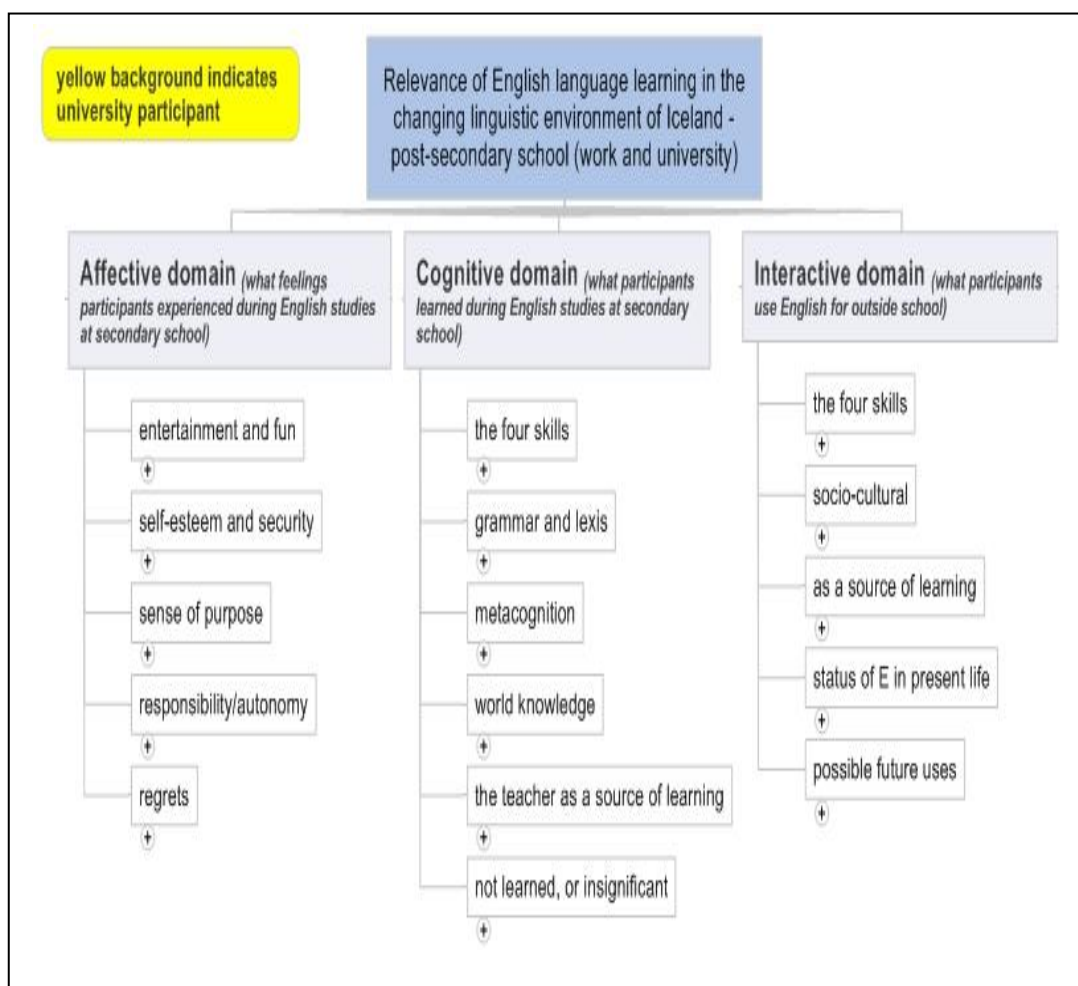 yellow background indicates
university participant
Relevance of English language learning in the
changing linguistic environment of Iceland -
post-secondary school (work and university)
Affective domain (what feelings
participants experienced during English studies
at secondary school)
entertainment and fun
+
self-esteem and security
+
sense of purpose
+
responsibility/autonomy
+
regrets
+
Cognitive domain (what participants
learned during English studies at secondary
school)
the four skills
+
grammar and lexis
+
metacognition
+
world knowledge
+
the teacher as a source of learning
+
not learned, or insignificant
+
Interactive domain (what participants
use English for outside school)
the four skills
+
socio-cultural
+
as a source of learning
+
status of E in present life
+
possible future uses
+